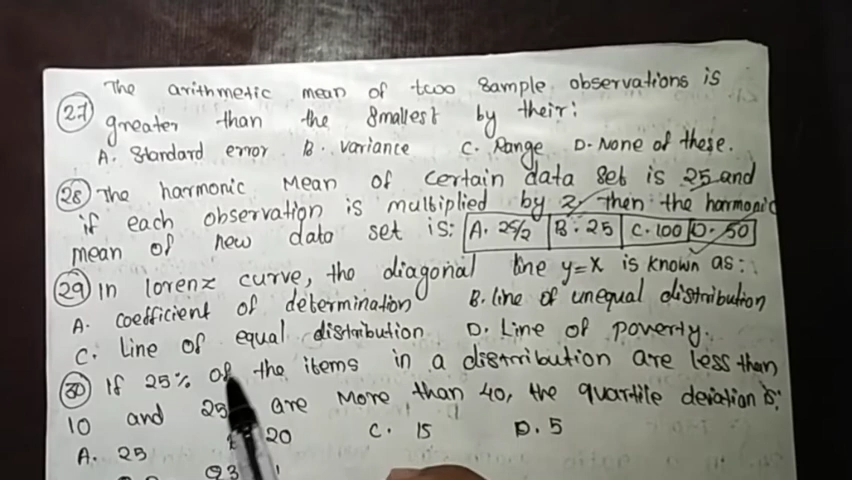 The arithmetic mean of two sample observations is
27 greater than the smallest by their:
A. Standard error B. variance C. Range D. None of these.
28 The harmonic Mean of certain data set is 25 and
if each observation is multiplied by 2. then the harmonic
mean of new data set is: A. 25/2 B. 25 C. 100 D. 50
29 In lorenz curve, the diagonal line y=x is known as:
A. coefficient of determination B. line of unequal distribution
C. Line of equal distribution D. Line of poverty.
30 If 25% of the items in a distribution are less than
10 and 25 are more than 40, the quartile deviation is:
A. 25 20 C. 15 D. 5
Q3